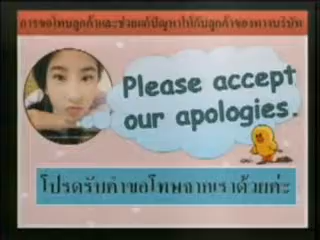 การขอโทษลูกค้าและช่วยแก้ปัญหาให้กับลูกค้าของทางบริษัท
Please accept
our apologies.
โปรดรับคำขอโทษจากเราด้วยค่ะ